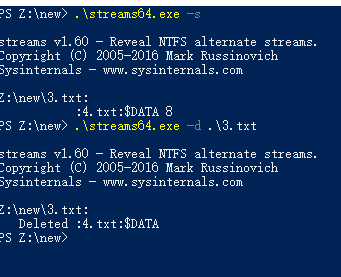 PS Z:\new> .\streams64.exe -s
streams v1.60 - Reveal NTFS alternate streams.
Copyright (C) 2005-2016 Mark Russinovich
Sysinternals - www.sysinternals.com
Z:\new\3.txt:
:4.txt:$DATA 8
PS Z:\new> .\streams64.exe -d .\3.txt
streams v1.60 - Reveal NTFS alternate streams.
Copyright (C) 2005-2016 Mark Russinovich
Sysinternals - www.sysinternals.com
Z:\new\3.txt:
Deleted :4.txt:$DATA
PS Z:\new>